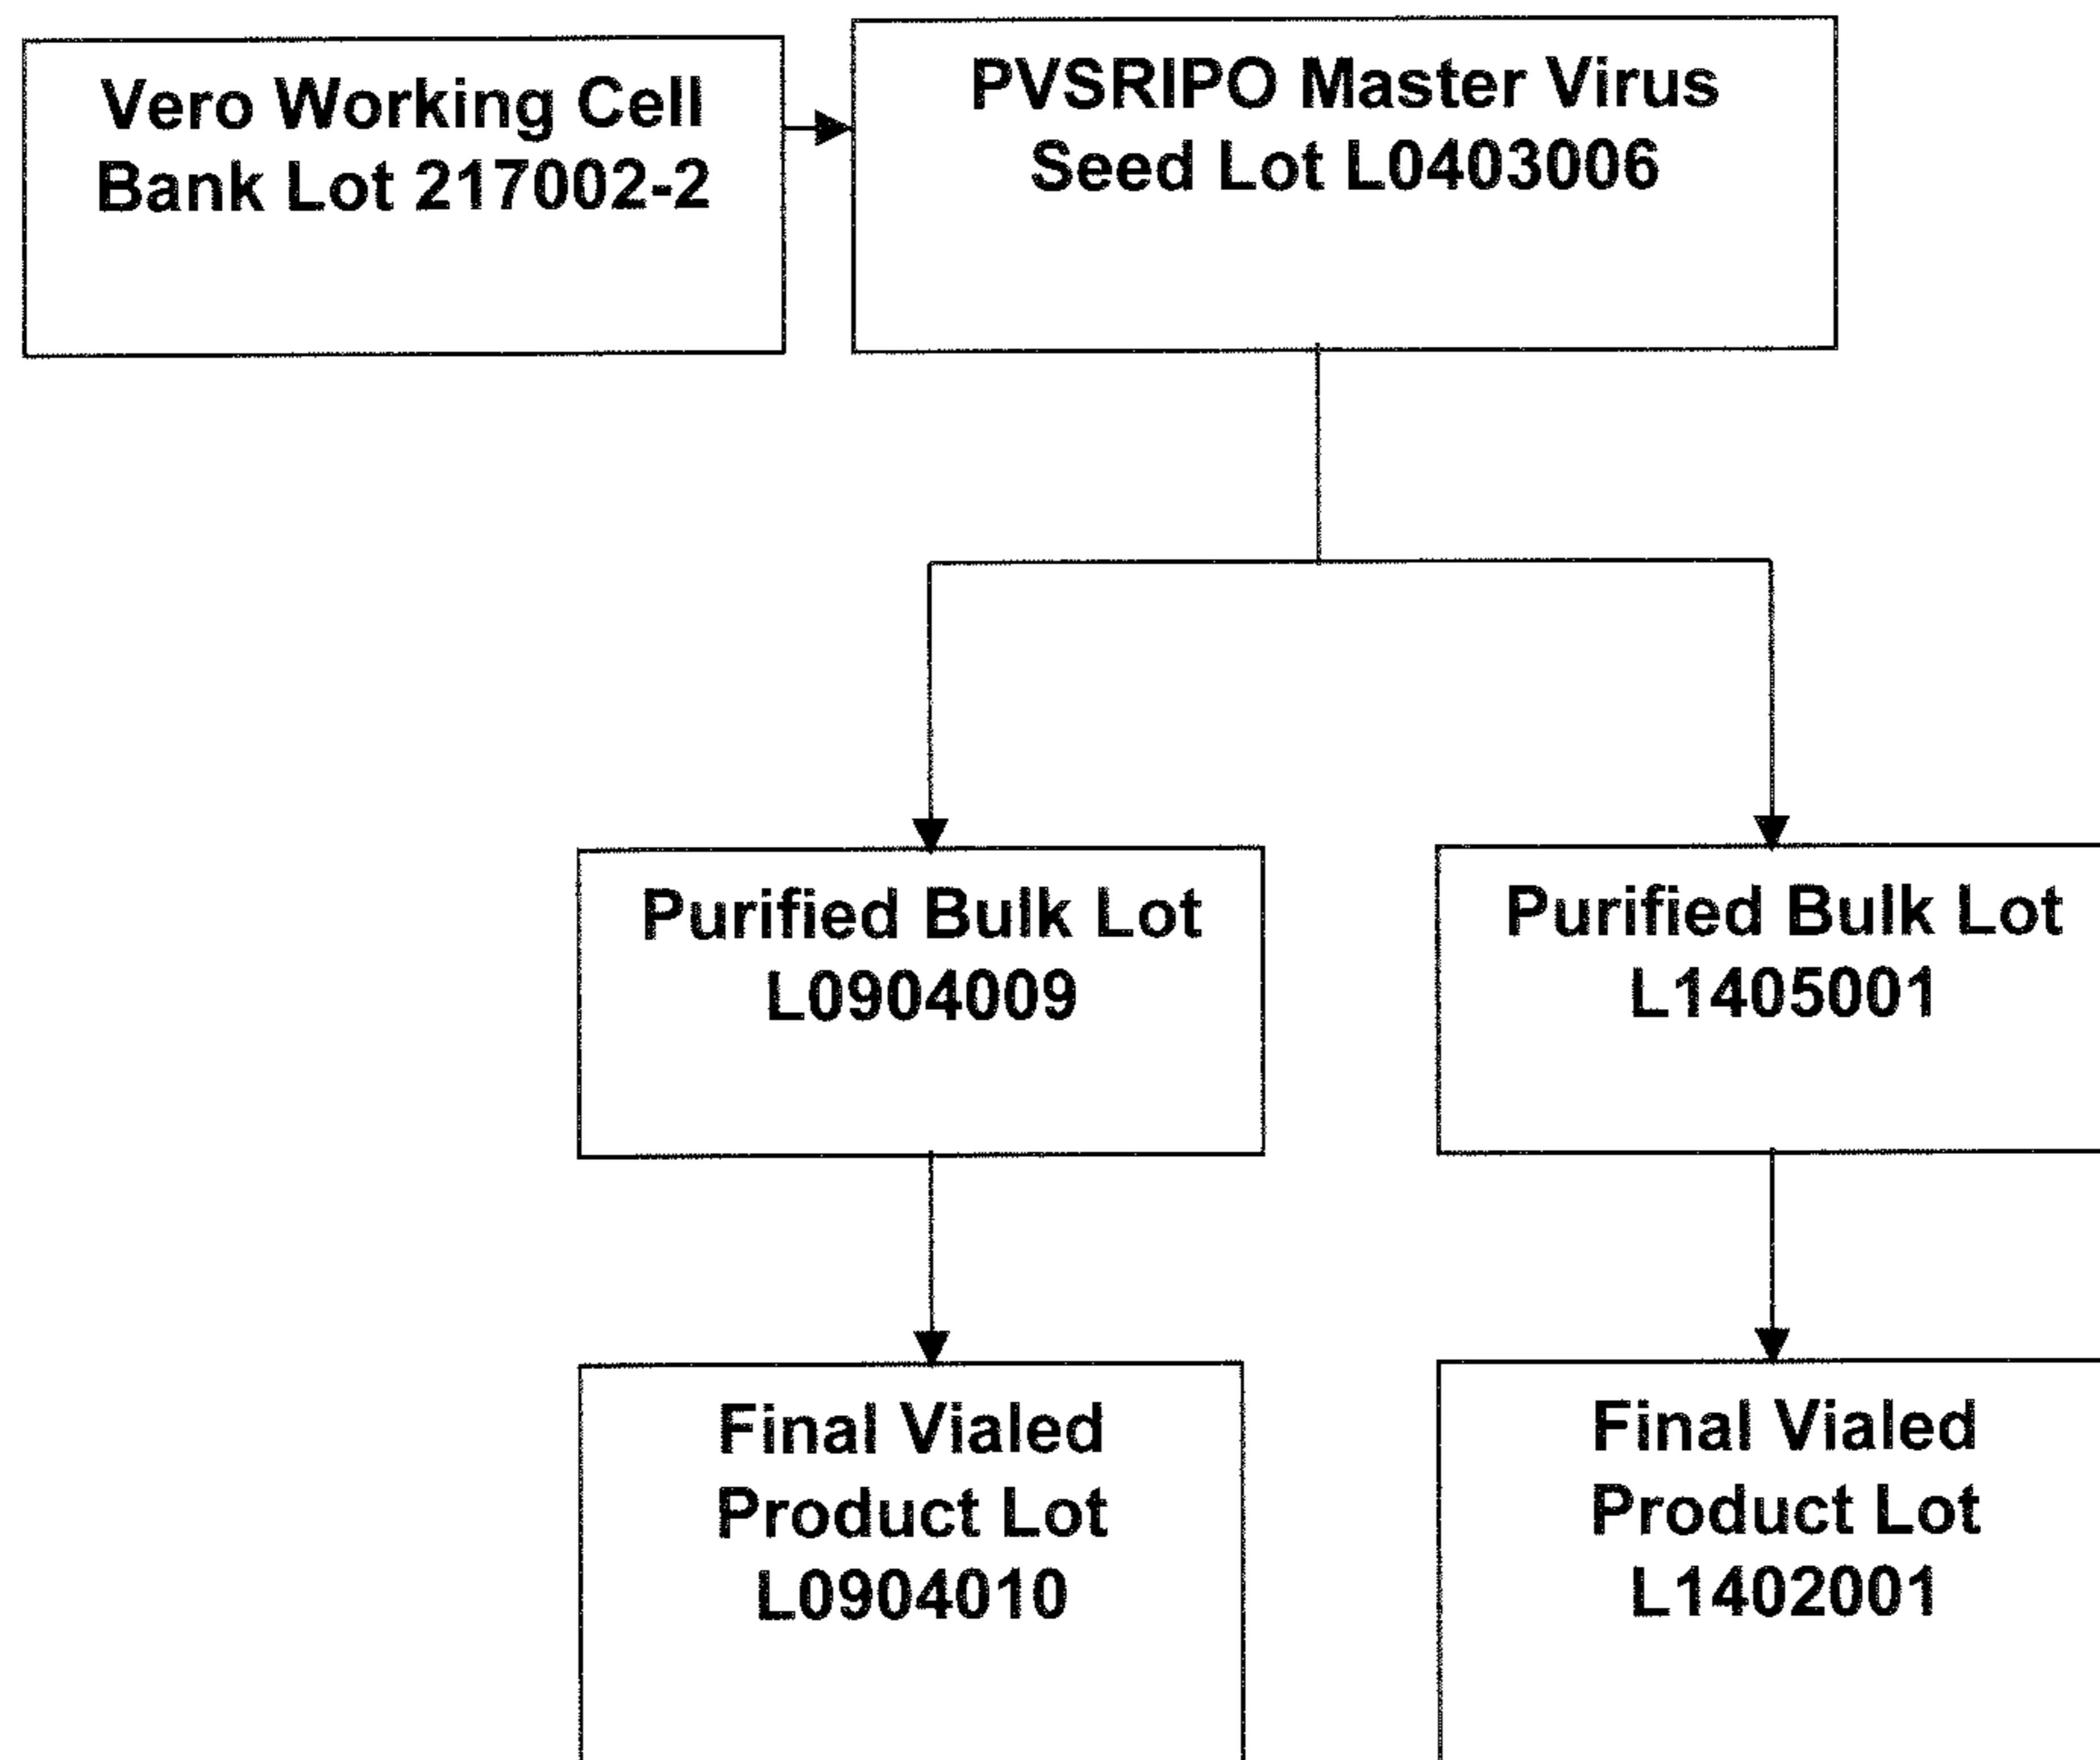 Vero Working Cell
Bank Lot 217002-2
PVSRIPO Master Virus
Seed Lot L0403006
Purified Bulk Lot
L0904009
Purified Bulk Lot
L1405001
Final Vialed
Product Lot
L0904010
Final Vialed
Product Lot
L1402001